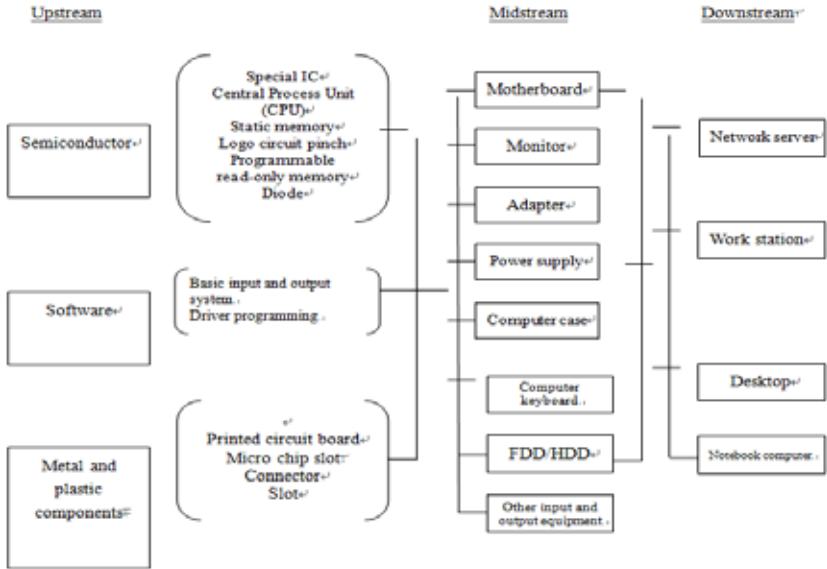 Upstream
Midstream
Downstream
Semiconductor
Special IC
Central Process Unit
(CPU)
Static memory
Logo circuit pinch
Programmable
read-only memory
Diode
Software
Basic input and output
system.
Driver programming.
Metal and
plastic
components
Printed circuit board
Micro chip slot
Connector
Slot
Motherboard
Monitor
Adapter
Power supply
Computer case
Computer
keyboard.
FDD/HDD
Other input and
output equipment.
Network server
Work station
Desktop
Notebook computer.